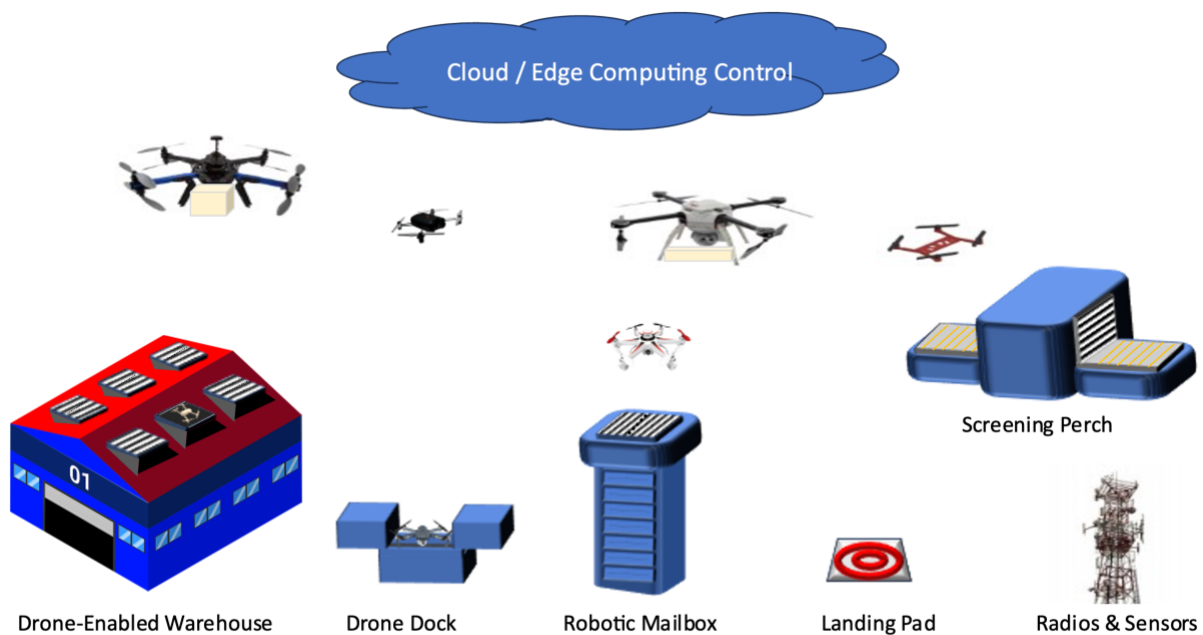 Cloud / Edge Computing Control
Screening Perch
01
Drone-Enabled Warehouse
Drone Dock
Robotic Mailbox
Landing Pad
Radios & Sensors